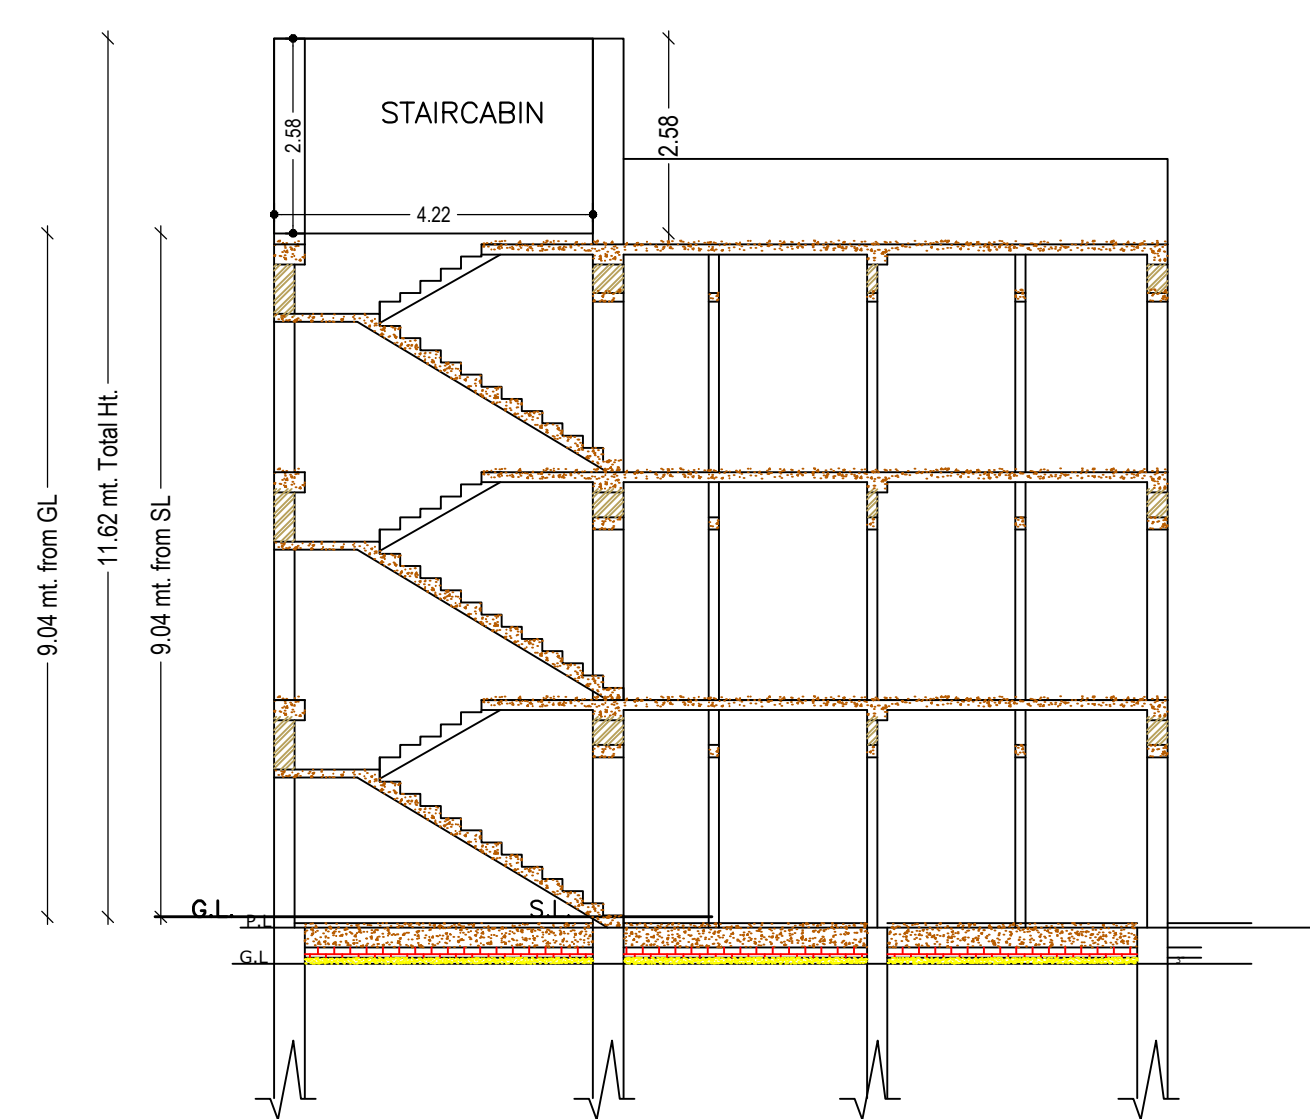 STAIRCABIN
2.58
2.58
4.22
9.04 mt. from GL
11.62 mt. Total Ht.
9.04 mt. from SL
G.L.
S.L.
P.L
G.L